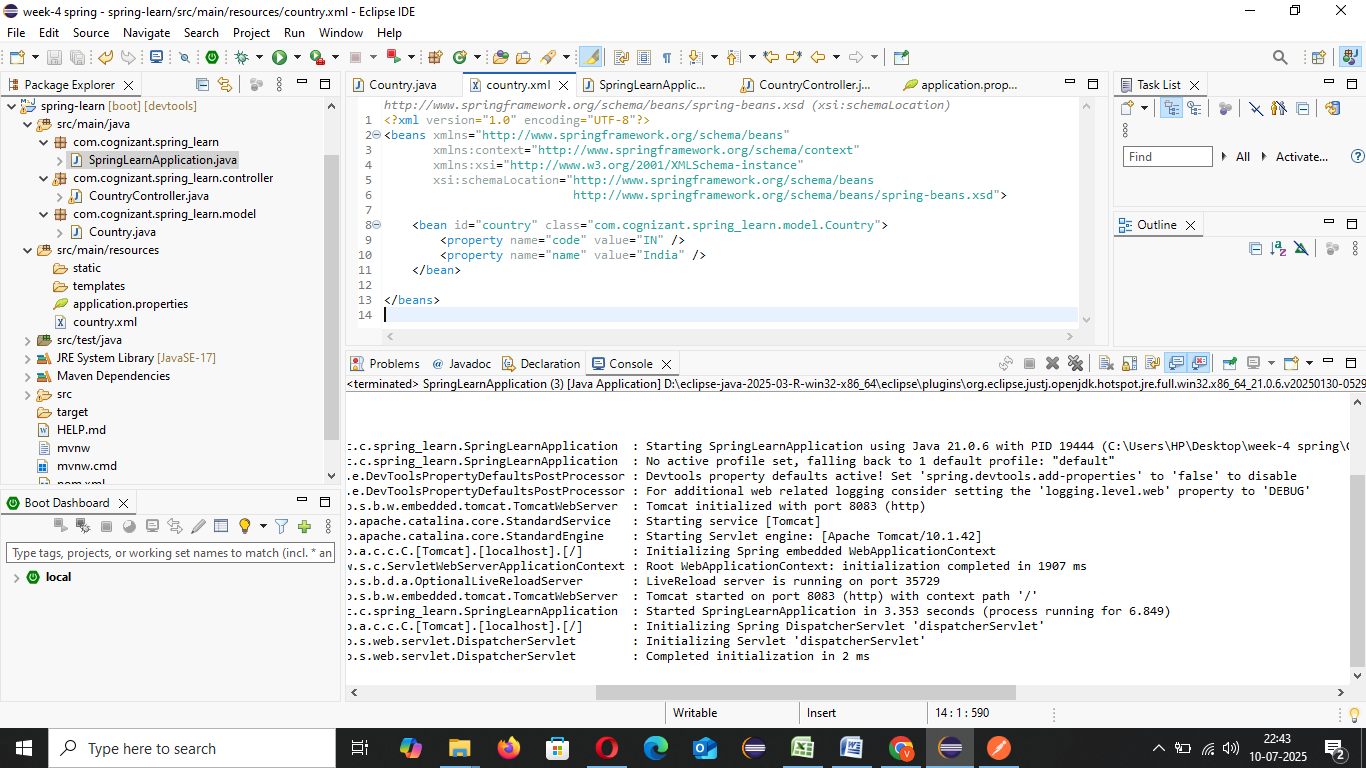 week-4 spring - spring-learn/src/main/resources/country.xml - Eclipse IDE
File Edit Source Navigate Search Project Run Window Help
Package Explorer
spring-learn [boot] [devtools]
src/main/java
com.cognizant.spring_learn
SpringLearnApplication.java
com.cognizant.spring_learn.controller
CountryController.java
com.cognizant.spring_learn.model
Country.java
src/main/resources
static
templates
application.properties
country.xml
src/test/java
JRE System Library [JavaSE-17]
Maven Dependencies
src
target
HELP.md
mvnw
mvnw.cmd
pom.xml
Boot Dashboard
Type tags, projects, or working set names to match (incl. * an
local
Country.java country.xml SpringLearnApplic... CountryController.j... application.prop...
http://www.springframework.org/schema/beans/spring-beans.xsd (xsi:schemaLocation)
1 <?xml version="1.0" encoding="UTF-8"?>
2 <beans xmlns="http://www.springframework.org/schema/beans"
3 xmlns:context="http://www.springframework.org/schema/context"
4 xmlns:xsi="http://www.w3.org/2001/XMLSchema-instance"
5 xsi:schemaLocation="http://www.springframework.org/schema/beans
6 http://www.springframework.org/schema/beans/spring-beans.xsd">
7
8 <bean id="country" class="com.cognizant.spring_learn.model.Country">
9 <property name="code" value="IN" />
10 <property name="name" value="India" />
11 </bean>
12
13 </beans>
14
Task List
Find All Activate...
Outline
Problems Javadoc Declaration Console
<terminated> SpringLearnApplication (3) [Java Application] D:\eclipse-java-2025-03-R-win32-x86_64\eclipse\plugins\org.eclipse.justj.openjdk.hotspot.jre.full.win32.x86_64_21.0.6.v20250130-0529
c.c.spring_learn.SpringLearnApplication : Starting SpringLearnApplication using Java 21.0.6 with PID 19444 (C:\Users\HP\Desktop\week-4 spring\
c.c.spring_learn.SpringLearnApplication : No active profile set, falling back to 1 default profile: "default"
.e.DevToolsPropertyDefaultsPostProcessor : Devtools property defaults active! Set 'spring.devtools.add-properties' to 'false' to disable
.e.DevToolsPropertyDefaultsPostProcessor : For additional web related logging consider setting the 'logging.level.web' property to 'DEBUG'
o.s.b.w.embedded.tomcat.TomcatWebServer : Tomcat initialized with port 8083 (http)
o.apache.catalina.core.StandardService : Starting service [Tomcat]
o.apache.catalina.core.StandardEngine : Starting Servlet engine: [Apache Tomcat/10.1.42]
o.a.c.c.C.[Tomcat].[localhost].[/] : Initializing Spring embedded WebApplicationContext
w.s.c.ServletWebServerApplicationContext : Root WebApplicationContext: initialization completed in 1907 ms
o.s.b.d.a.OptionalLiveReloadServer : LiveReload server is running on port 35729
o.s.b.w.embedded.tomcat.TomcatWebServer : Tomcat started on port 8083 (http) with context path '/'
c.c.spring_learn.SpringLearnApplication : Started SpringLearnApplication in 3.353 seconds (process running for 6.849)
o.a.c.c.C.[Tomcat].[localhost].[/] : Initializing Spring DispatcherServlet 'dispatcherServlet'
o.s.web.servlet.DispatcherServlet : Initializing Servlet 'dispatcherServlet'
o.s.web.servlet.DispatcherServlet : Completed initialization in 2 ms
Writable Insert 14 : 1 : 590
Type here to search
22:43
10-07-2025
2